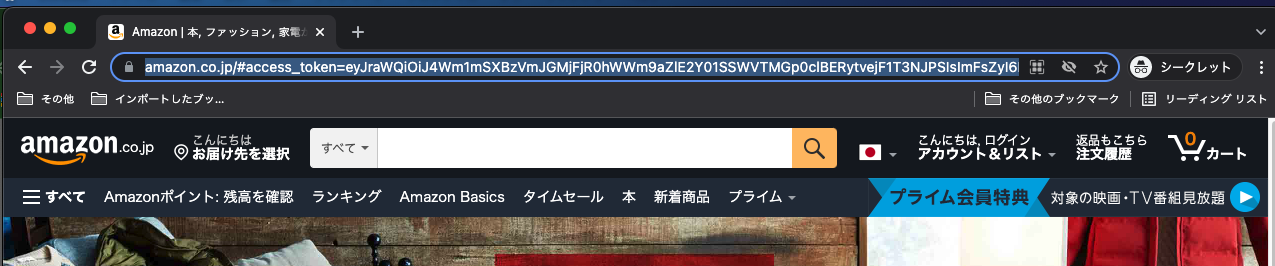 Amazon | 本, ファッション, 家電か
amazon.co.jp/#access_token=eyJraWQiOiJ4Wm1mSXBzVmJGMjFjR0hWWm9aZlE2Y01SSWVTMGp0clBERytvejF1T3NJPSIsImFsZyI6
シークレット
その他
インポートしたブッ...
その他のブックマーク
リーディング リスト
amazon.co.jp
こんにちは
お届け先を選択
すべて
こんにちは, ログイン
アカウント＆リスト
返品もこちら
注文履歴
0
カート
すべて
Amazonポイント: 残高を確認
ランキング
Amazon Basics
タイムセール
本
新着商品
プライム
プライム会員特典
対象の映画・TV番組見放題